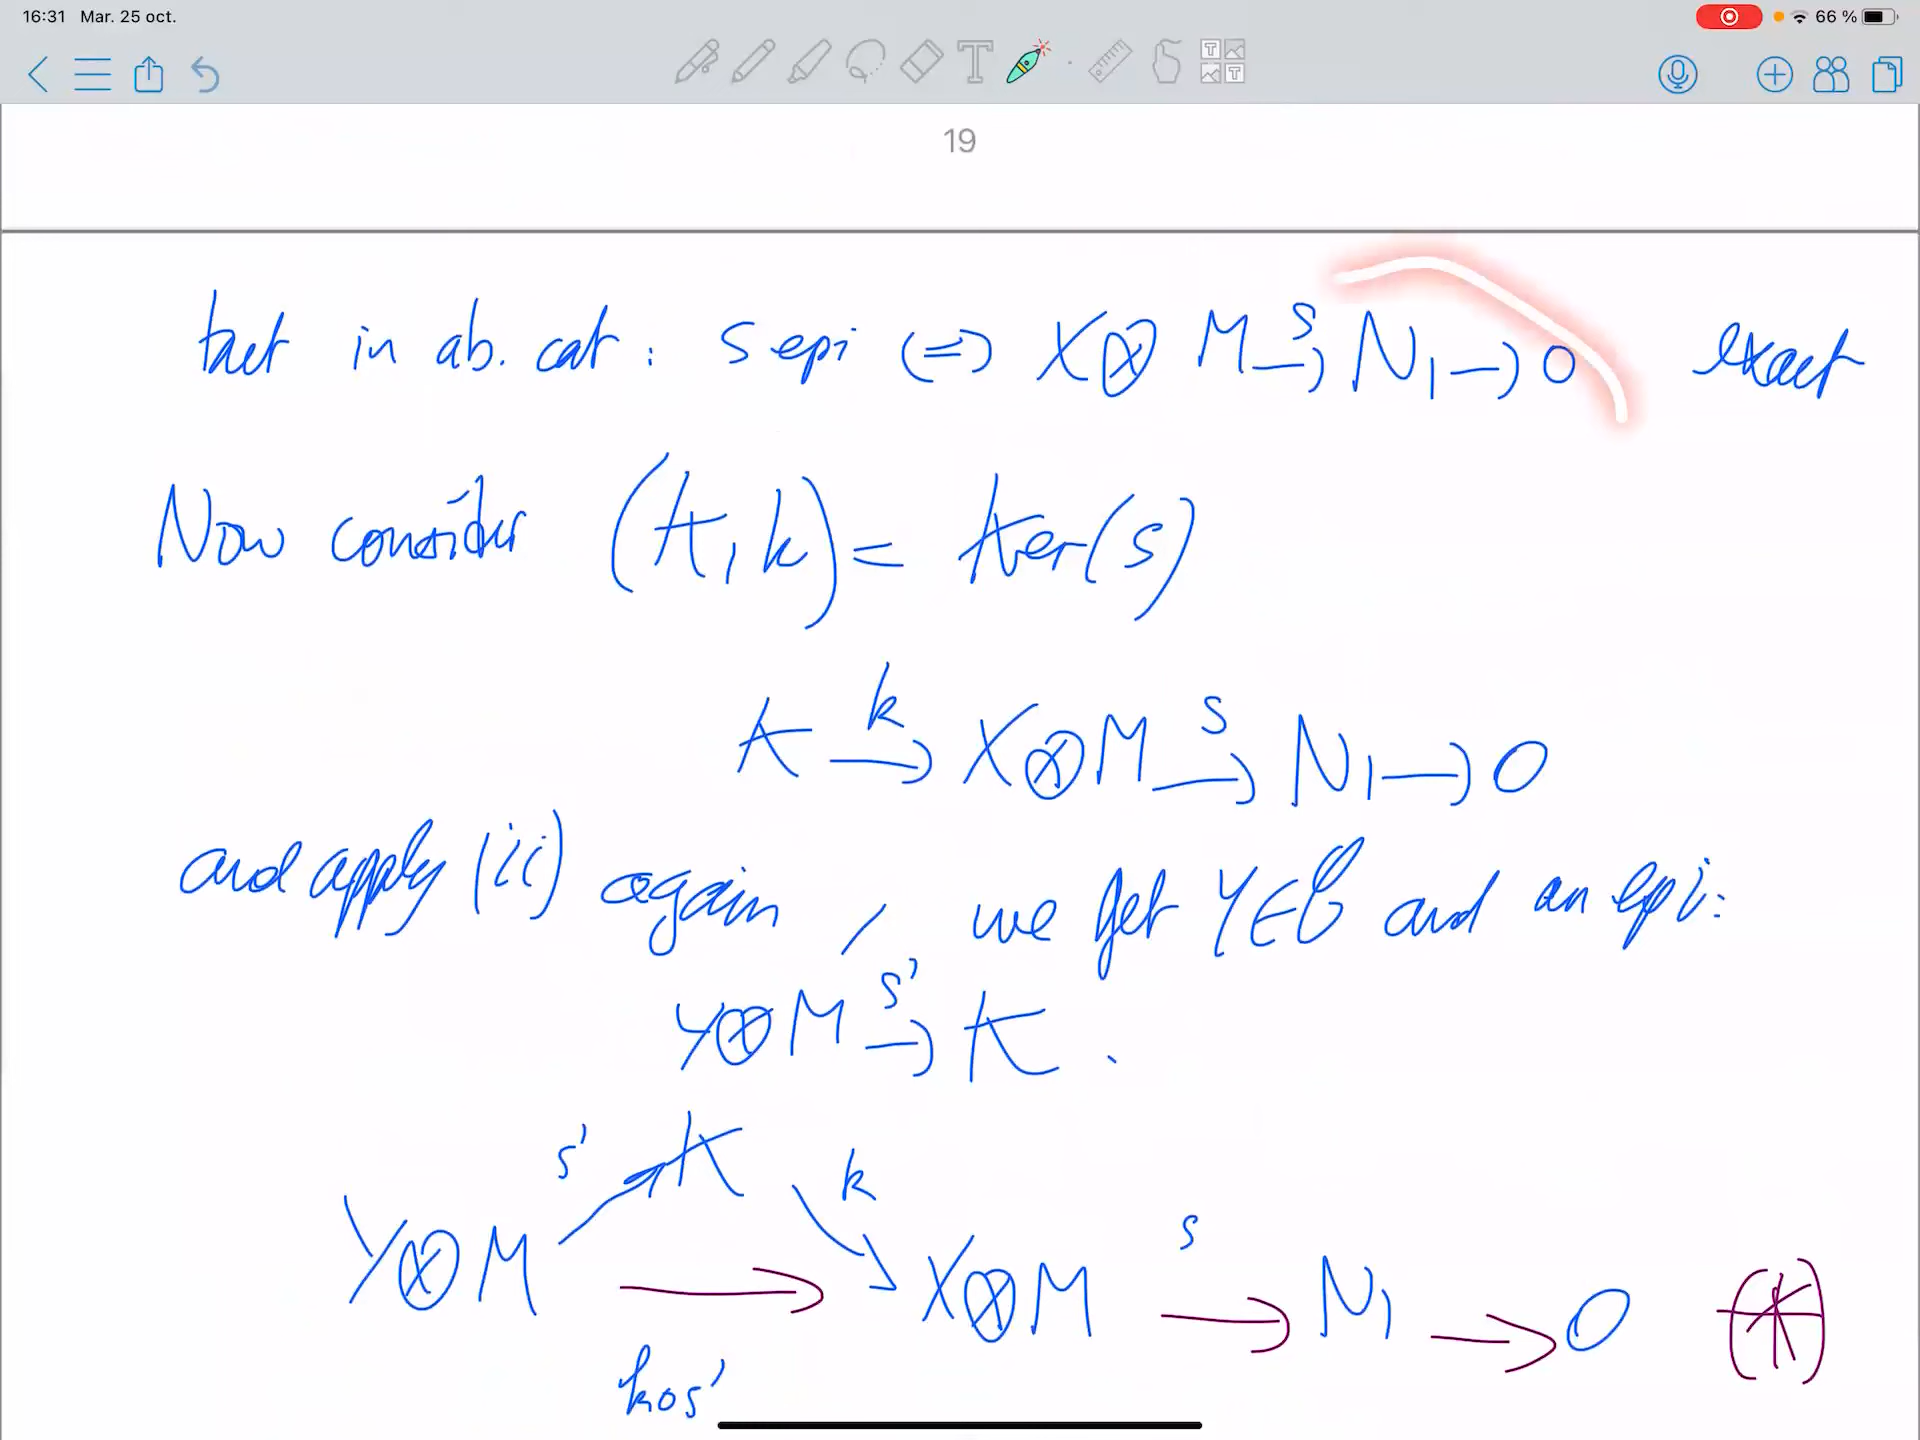 16:31 Mar. 25 oct. 66 %
19
fact in ab. cat : s epi (=) X⊗M →s N₁ → 0 exact
Now consider (K, k) = Ker(s)
K →k X⊗M →s N₁ → 0
and apply (ii) again, we get Y∈C and an epi:
Y⊗M →s' K.
s' K k
Y⊗M → X⊗M →s N₁ → 0 (*)
k∘s'